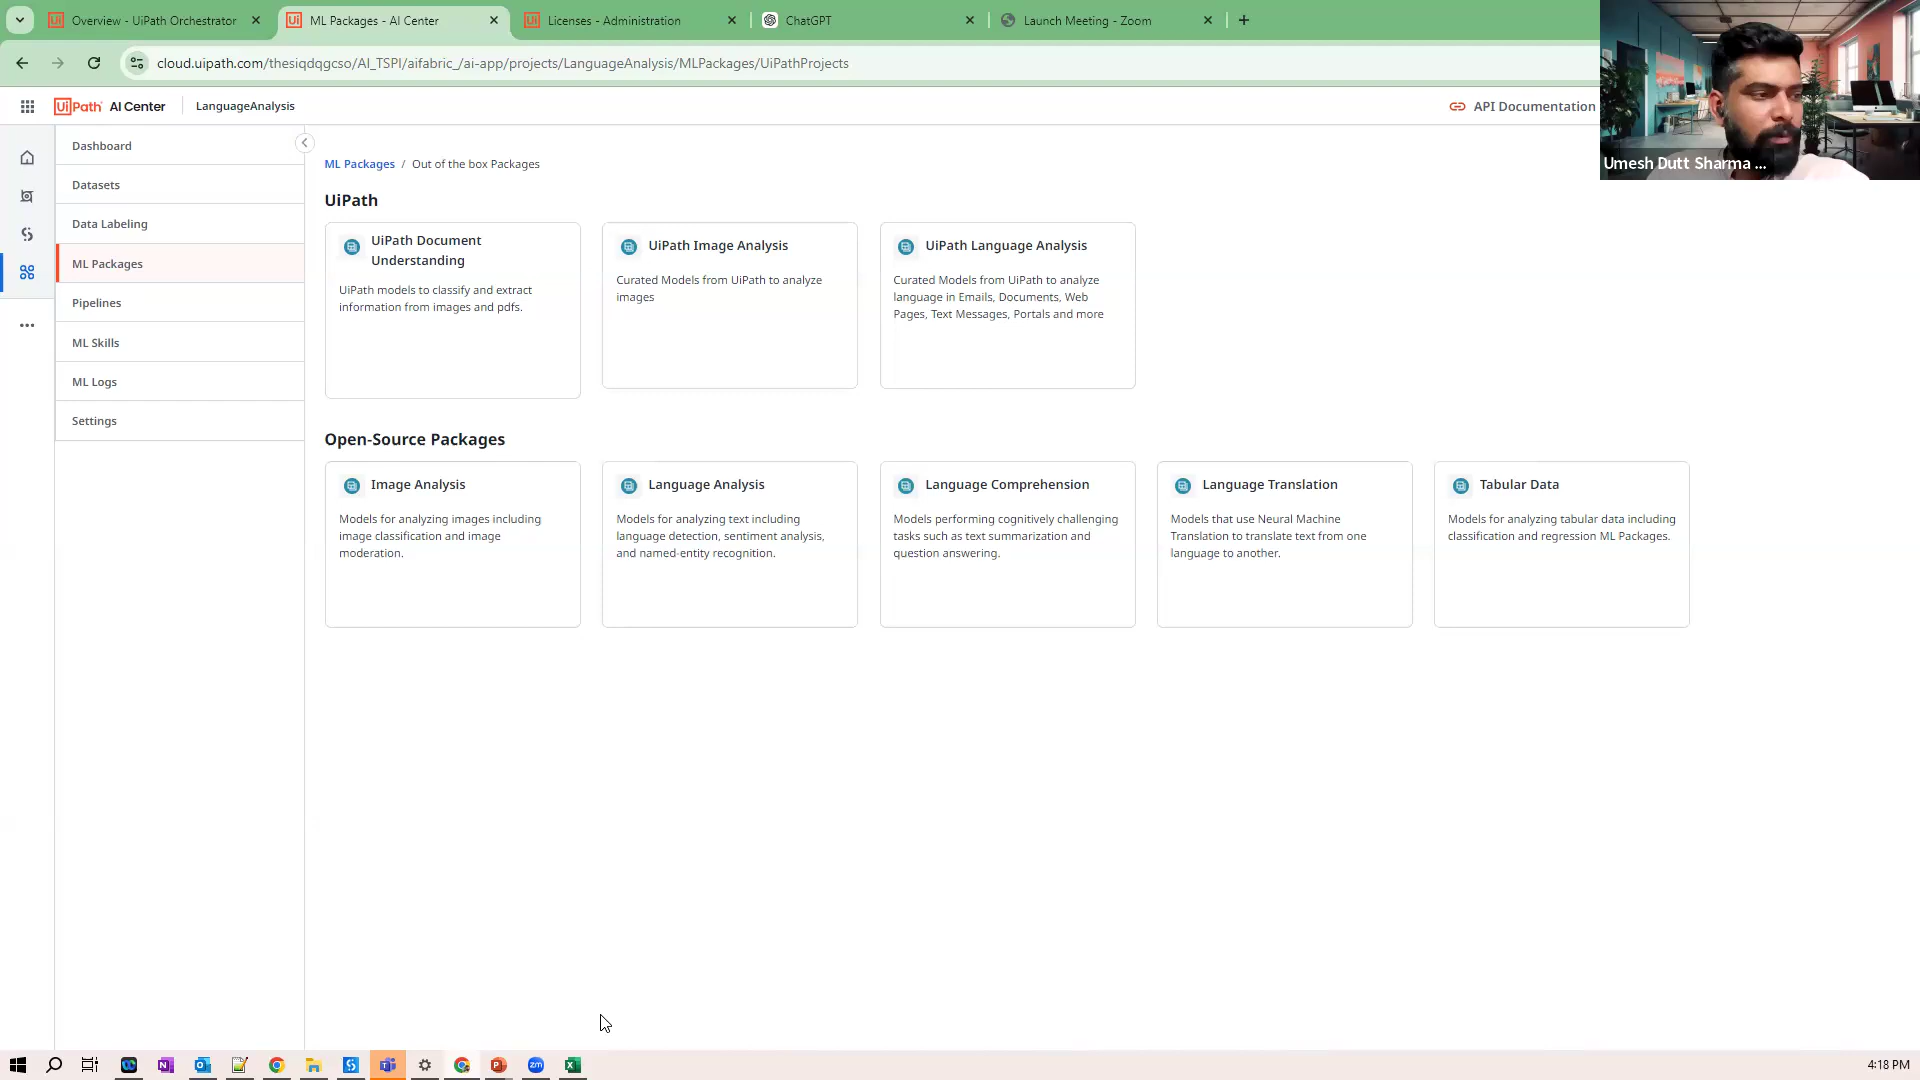 Overview - UiPath Orchestrator
ML Packages - AI Center
Licenses - Administration
ChatGPT
Launch Meeting - Zoom
cloud.uipath.com/thesiqdqgcso/AI_TSPI/aifabric_/ai-app/projects/LanguageAnalysis/MLPackages/UiPathProjects
UiPath AI Center
LanguageAnalysis
API Documentation
Umesh Dutt Sharma ...
Dashboard
Datasets
Data Labeling
ML Packages
Pipelines
ML Skills
ML Logs
Settings
ML Packages / Out of the box Packages
UiPath
UiPath Document
Understanding
UiPath models to classify and extract
information from images and pdfs.
UiPath Image Analysis
Curated Models from UiPath to analyze
images
UiPath Language Analysis
Curated Models from UiPath to analyze
language in Emails, Documents, Web
Pages, Text Messages, Portals and more
Open-Source Packages
Image Analysis
Models for analyzing images including
image classification and image
moderation.
Language Analysis
Models for analyzing text including
language detection, sentiment analysis,
and named-entity recognition.
Language Comprehension
Models performing cognitively challenging
tasks such as text summarization and
question answering.
Language Translation
Models that use Neural Machine
Translation to translate text from one
language to another.
Tabular Data
Models for analyzing tabular data including
classification and regression ML Packages.
4:18 PM